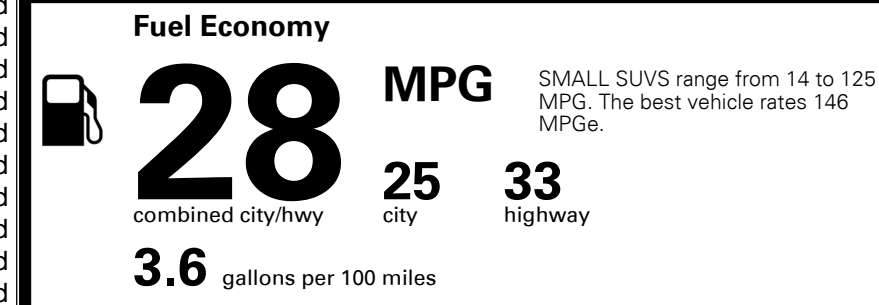 Fuel Economy
28 MPG
SMALL SUVS range from 14 to 125
MPG. The best vehicle rates 146
MPGe.
combined city/hwy
25
city
33
highway
3.6 gallons per 100 miles